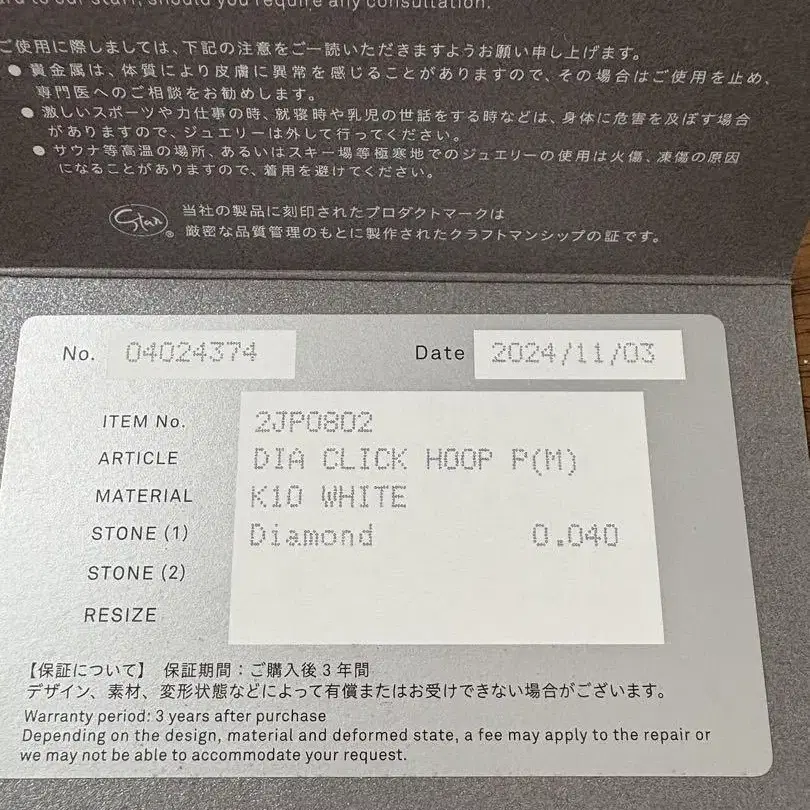 to our staff, should you require any consultation.
ご使用に際しましては、下記の注意をご一読いただきますようお願い申し上げます。
● 貴金属は、体質により皮膚に異常を感じることがありますので、その場合はご使用を止め、
専門医へのご相談をお勧めします。
● 激しいスポーツや力仕事の時、就寝時や乳児の世話をする時などは、身体に危害を及ぼす場合
がありますので、ジュエリーは外して行ってください。
● サウナ等高温の場所、あるいはスキー場等極寒地でのジュエリーの使用は火傷、凍傷の原因
になることがありますので、着用を避けてください。
Star ® 当社の製品に刻印されたプロダクトマークは
厳密な品質管理のもとに製作されたクラフトマンシップの証です。
No. 04024374 Date 2024/11/03
ITEM No. 2JP0802
ARTICLE DIA CLICK HOOP P(M)
MATERIAL K10 WHITE
STONE (1) Diamond 0.040
STONE (2)
RESIZE
【保証について】 保証期間：ご購入後3年間
デザイン、素材、変形状態などによって有償またはお受けできない場合がございます。
Warranty period: 3 years after purchase
Depending on the design, material and deformed state, a fee may apply to the repair or
we may not be able to accommodate your request.